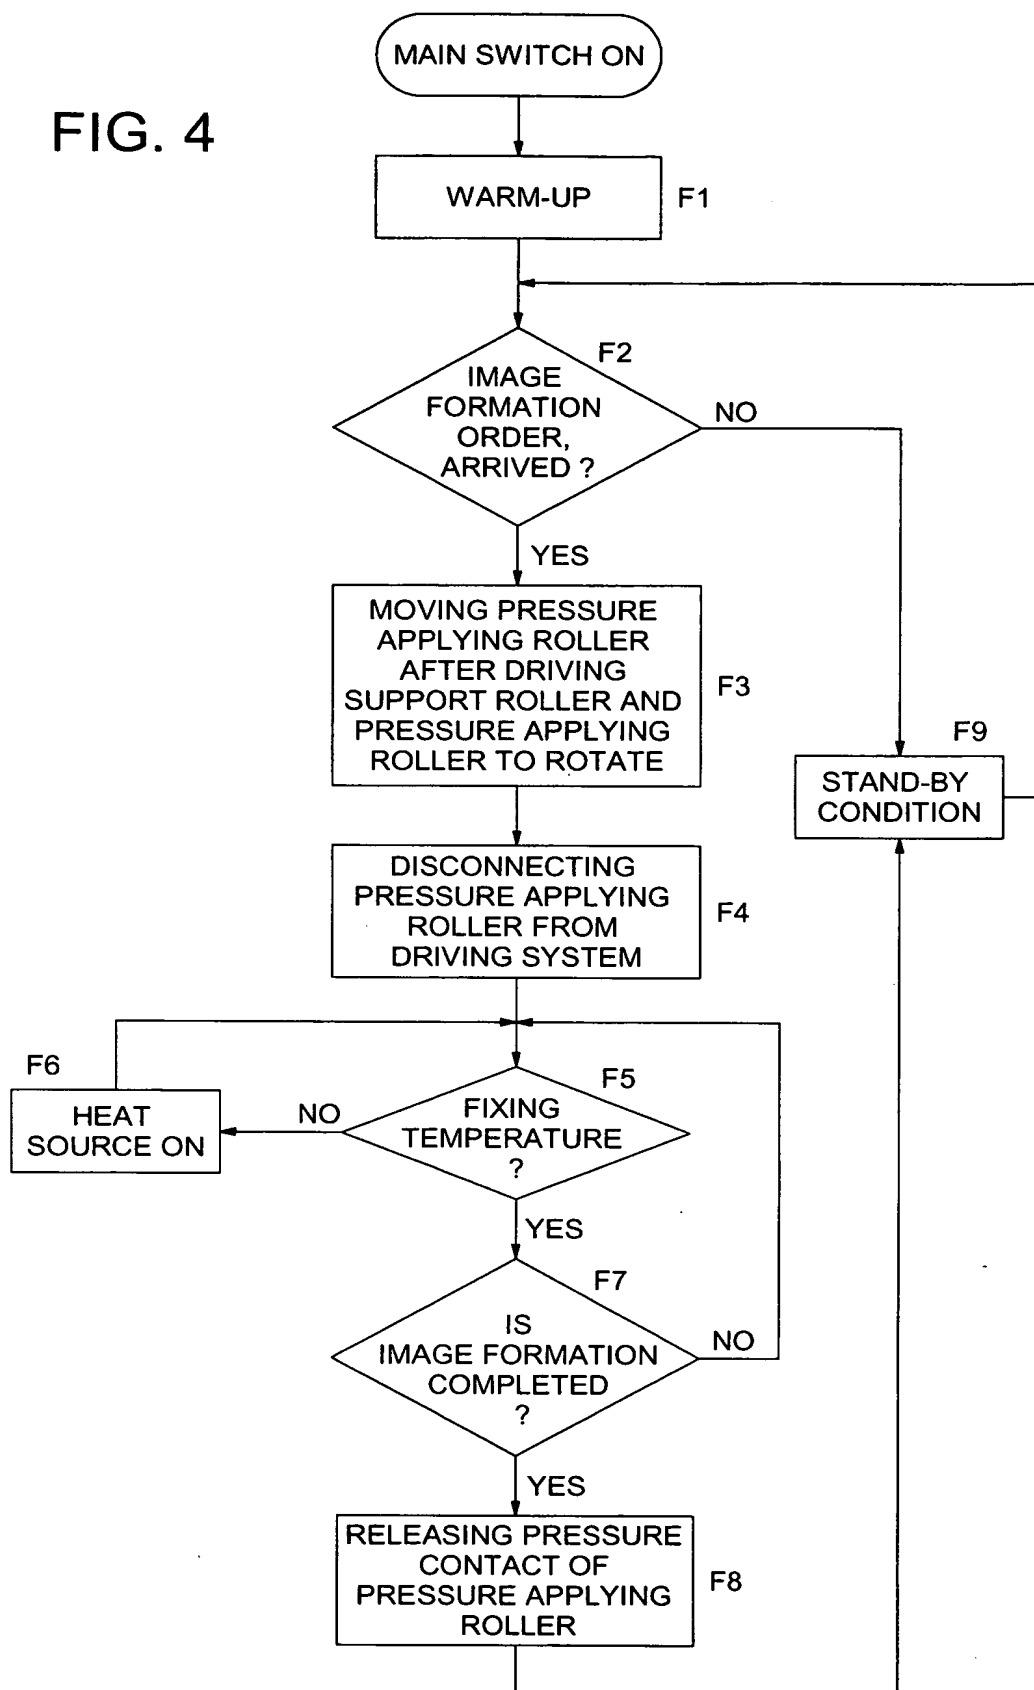 MAIN SWITCH ON
FIG. 4
WARM-UP
F1
F2
IMAGE
FORMATION
ORDER,
ARRIVED ?
NO
YES
MOVING PRESSURE
APPLYING ROLLER
AFTER DRIVING
SUPPORT ROLLER AND
PRESSURE APPLYING
ROLLER TO ROTATE
F3
F9
STAND-BY
CONDITION
DISCONNECTING
PRESSURE APPLYING
ROLLER FROM
DRIVING SYSTEM
F4
F6
HEAT
SOURCE ON
NO
F5
FIXING
TEMPERATURE
?
YES
F7
IS
IMAGE FORMATION
COMPLETED
?
NO
YES
RELEASING PRESSURE
CONTACT OF
PRESSURE APPLYING
ROLLER
F8